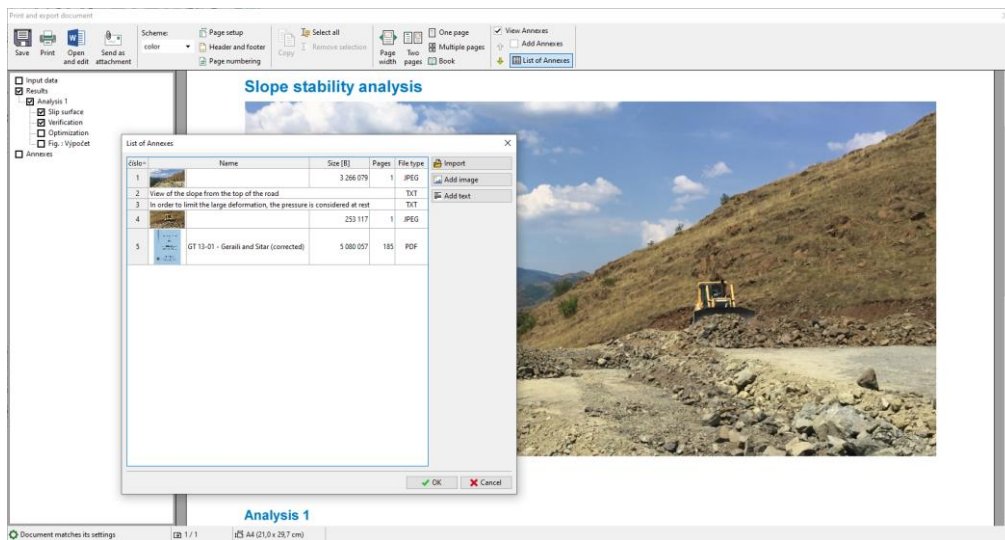 Print and export document
Save
Print
Open and edit
Send as attachment
Scheme:
color
Page setup
Header and footer
Page numbering
Copy
Select all
Remove selection
Page width
Two pages
One page
Multiple pages
Book
View Annexes
Add Annexes
List of Annexes
Input data
Results
Analysis 1
Slip surface
Verification
Optimization
Fig. : Výpočet
Annexes
Slope stability analysis
List of Annexes
číslo Name Size [B] Pages File type
1 3 266 079 1 JPEG
2 View of the slope from the top of the road TXT
3 In order to limit the large deformation, the pressure is considered at rest TXT
4 253 117 1 JPEG
5 GT 13-01 - Geraili and Sitar (corrected) 5 080 057 185 PDF
Import
Add image
Add text
OK Cancel
Analysis 1
Document matches its settings 1 / 1 A4 (21,0 x 29,7 cm)